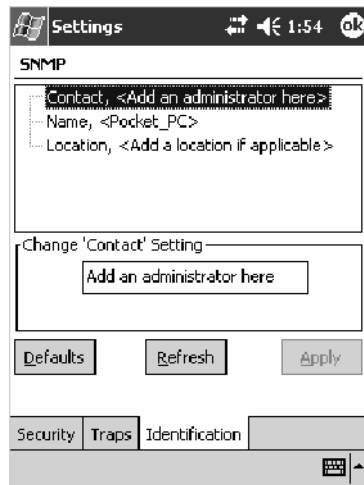 Settings 1:54 ok
SNMP
Contact, <Add an administrator here>
Name, <Pocket_PC>
Location, <Add a location if applicable>
Change 'Contact' Setting
Add an administrator here
Defaults Refresh Apply
Security Traps Identification